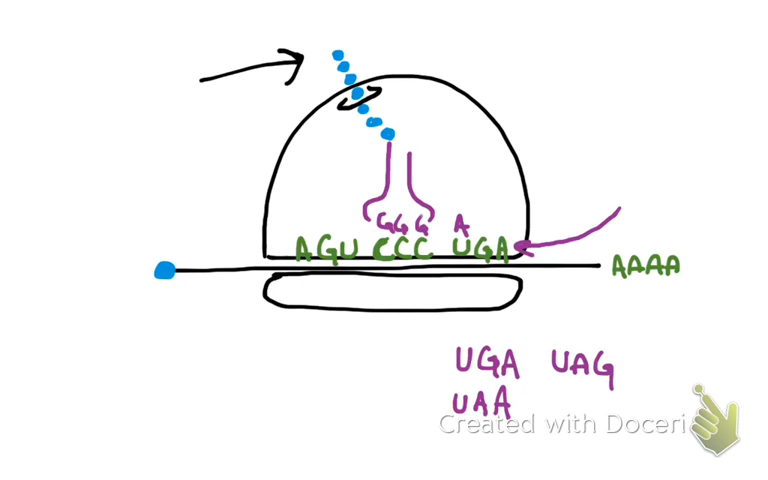 GGG A
AGU CCC UGA
AAAA
UGA UAG
UAA
Created with Doceri